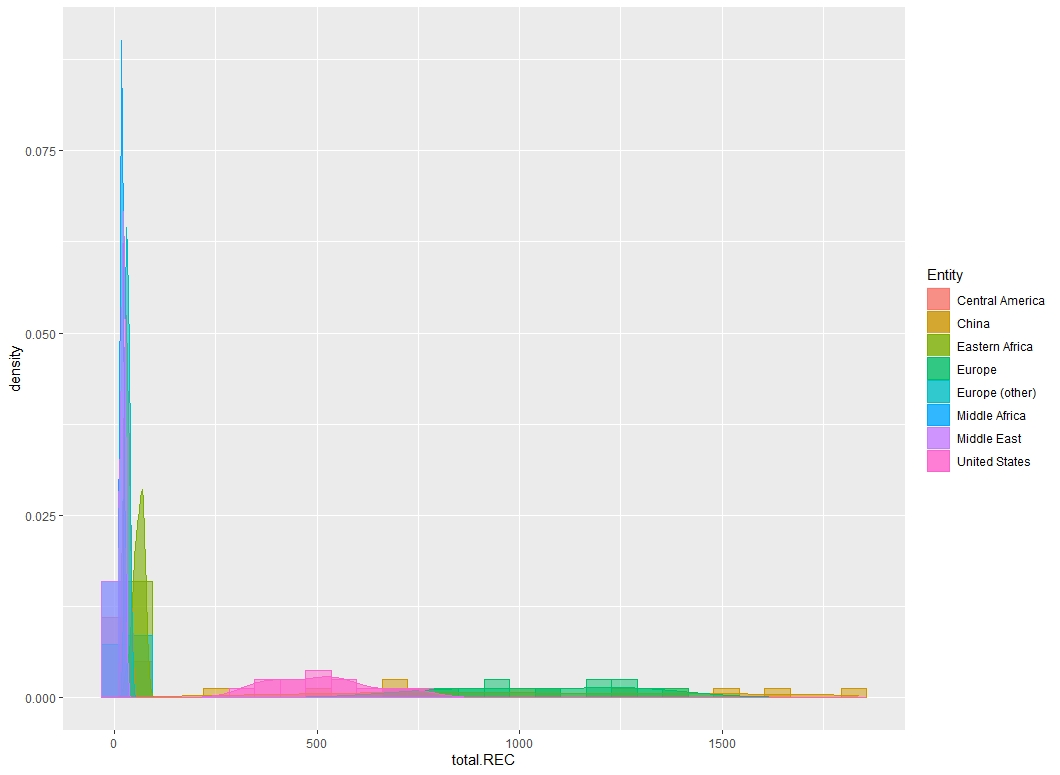 0.075
0.050
0.025
0.000
density
0
500
1000
1500
total.REC
Entity
Central America
China
Eastern Africa
Europe
Europe (other)
Middle Africa
Middle East
United States